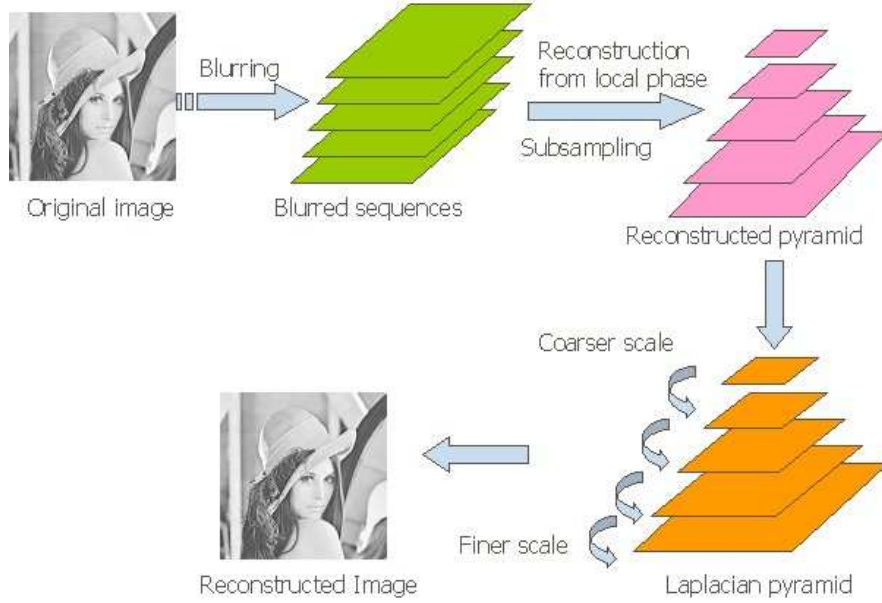 Blurring
Reconstruction
from local phase
Subsampling
Original image
Blurred sequences
Reconstructed pyramid
Coarser scale
Finer scale
Reconstructed Image
Laplacian pyramid